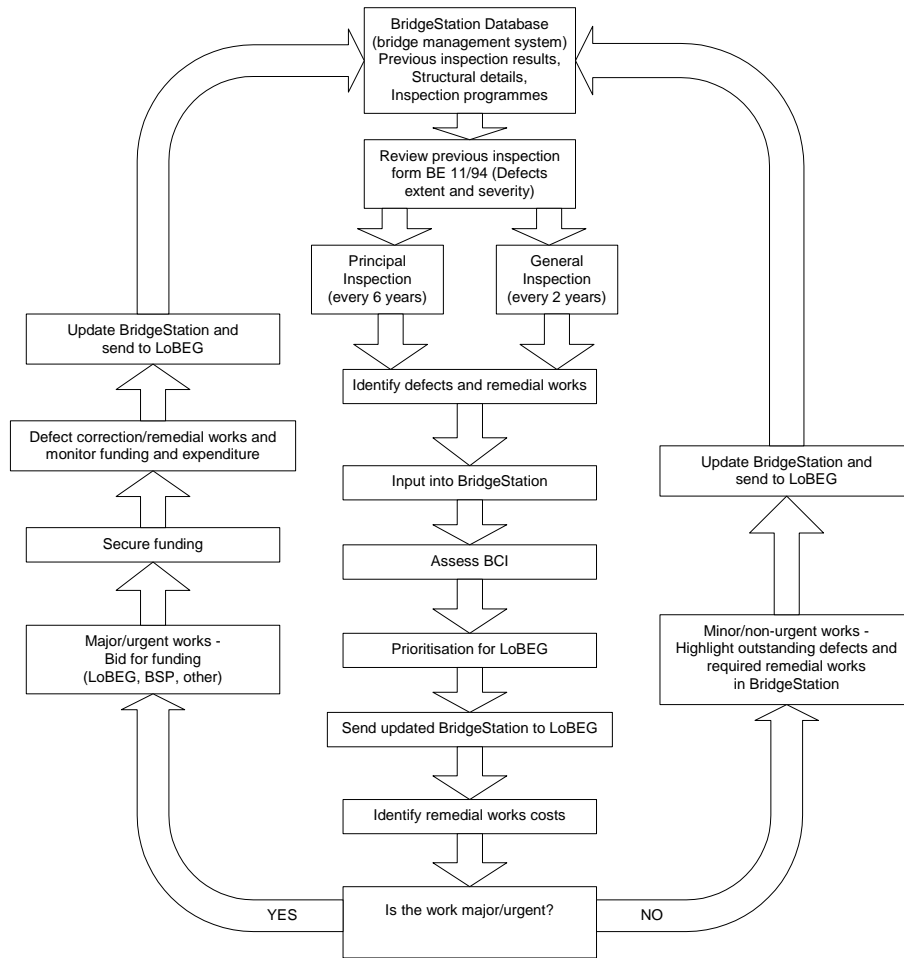 BridgeStation Database
(bridge management system)
Previous inspection results,
Structural details,
Inspection programmes
Review previous inspection
form BE 11/94 (Defects
extent and severity)
Principal
Inspection
(every 6 years)
General
Inspection
(every 2 years)
Identify defects and remedial works
Input into BridgeStation
Assess BCI
Prioritisation for LoBEG
Send updated BridgeStation to LoBEG
Identify remedial works costs
Is the work major/urgent?
YES
Major/urgent works -
Bid for funding
(LoBEG, BSP, other)
Secure funding
Defect correction/remedial works and
monitor funding and expenditure
Update BridgeStation and
send to LoBEG
NO
Minor/non-urgent works -
Highlight outstanding defects and
required remedial works
in BridgeStation
Update BridgeStation and
send to LoBEG